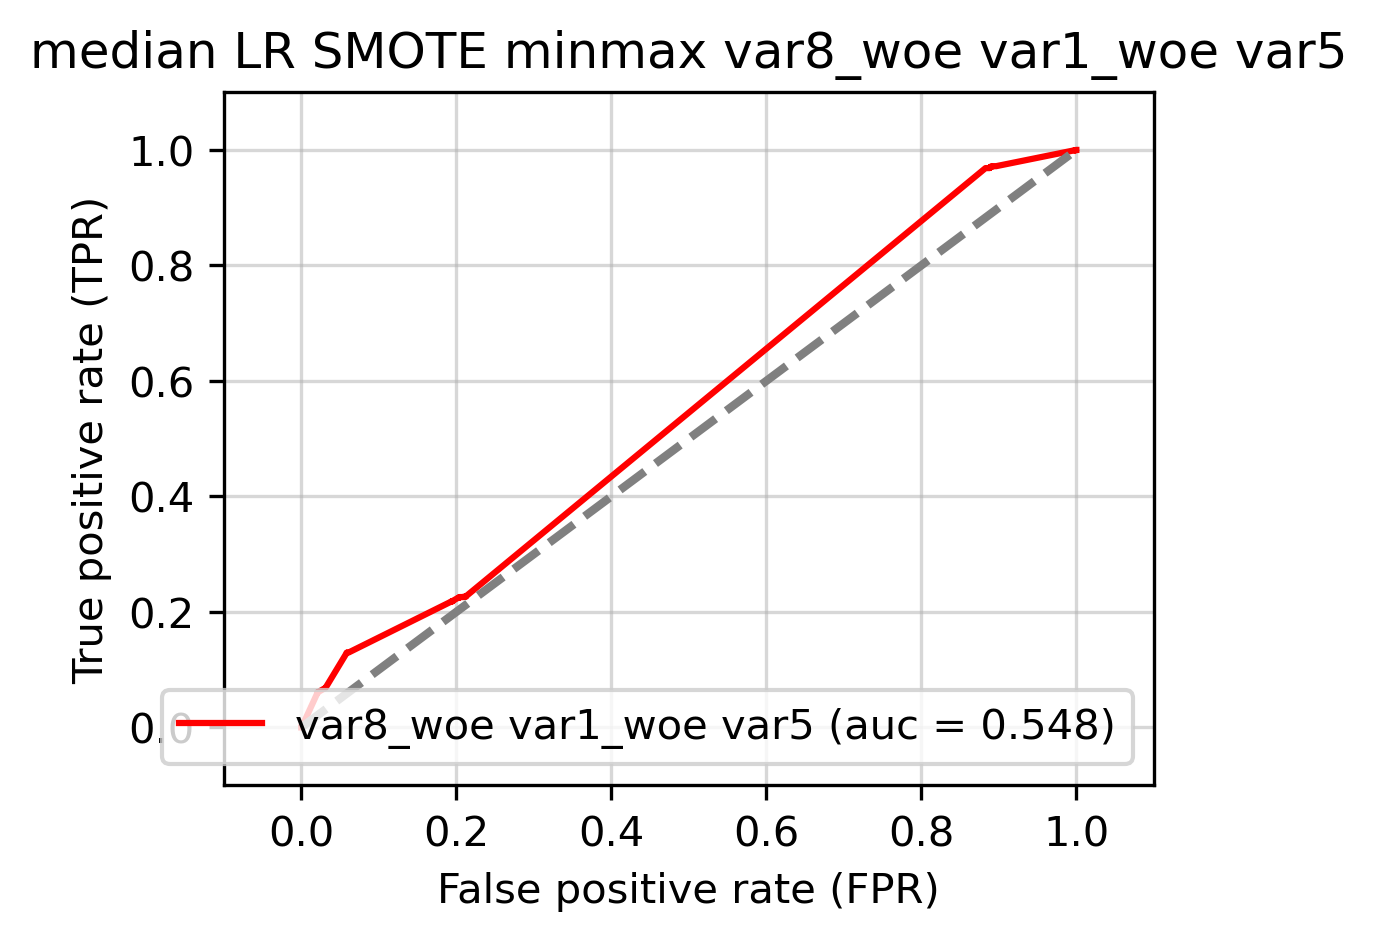 median LR SMOTE minmax var8_woe var1_woe var5
True positive rate (TPR)
1.0
0.8
0.6
0.4
0.2
0.0
var8_woe var1_woe var5 (auc = 0.548)
0.0 0.2 0.4 0.6 0.8 1.0
False positive rate (FPR)